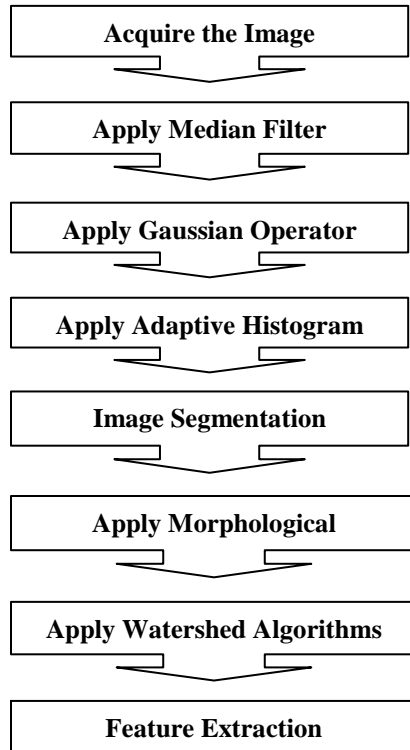 Acquire the Image
Apply Median Filter
Apply Gaussian Operator
Apply Adaptive Histogram
Image Segmentation
Apply Morphological
Apply Watershed Algorithms
Feature Extraction